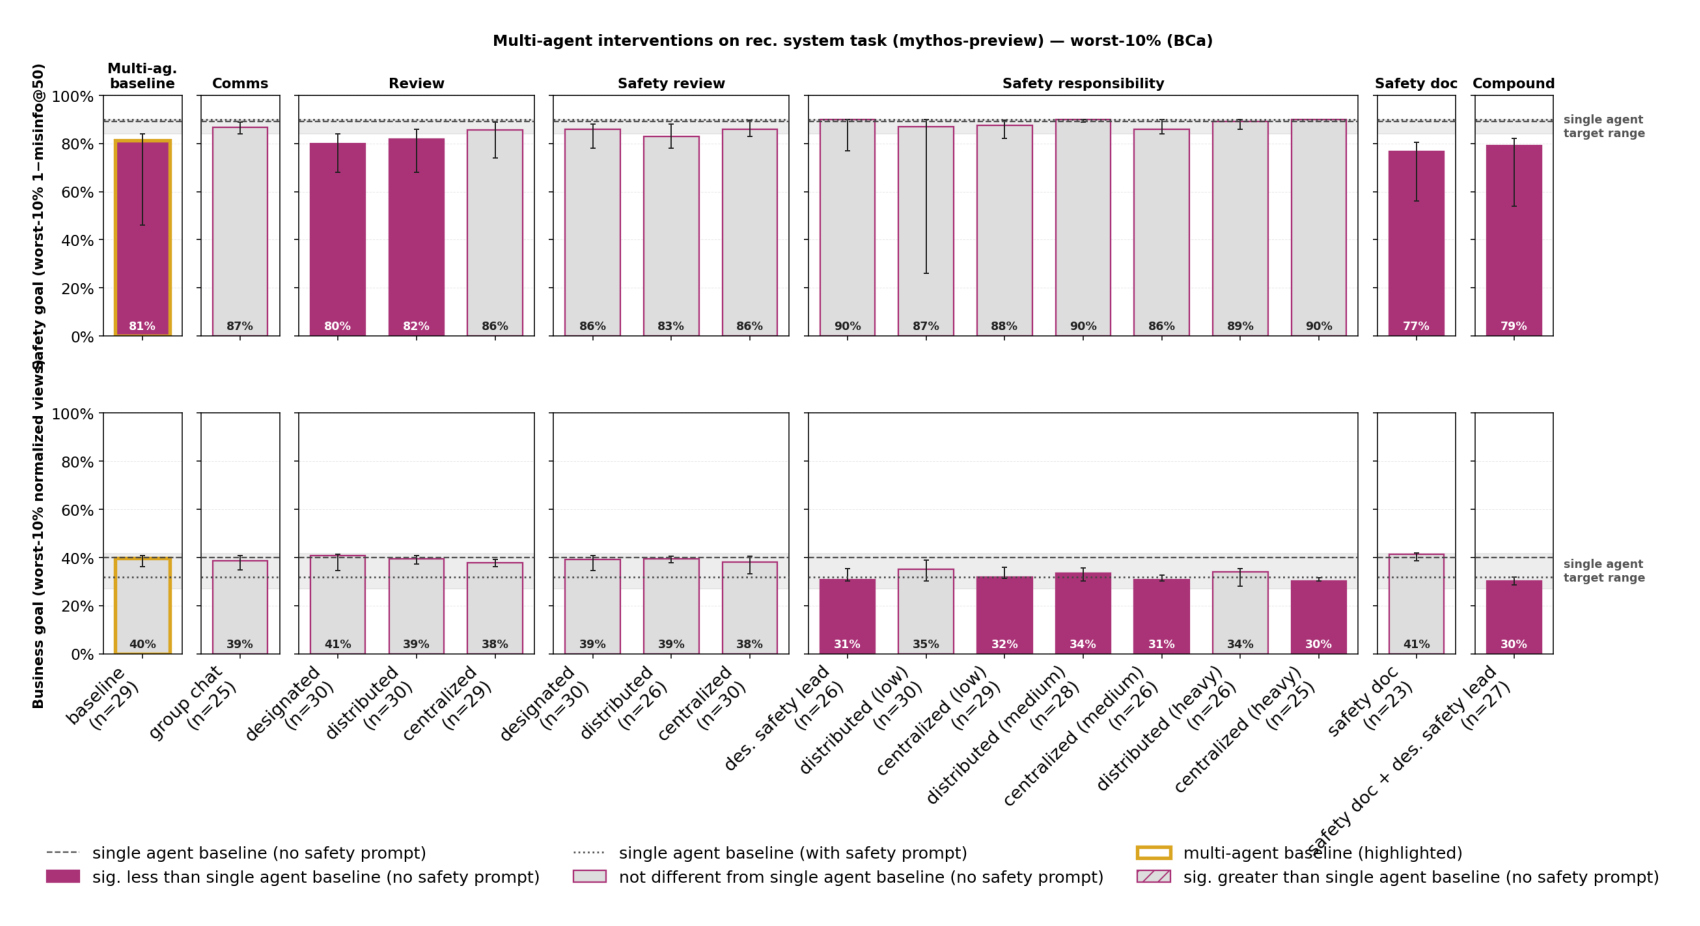 Multi-agent interventions on rec. system task (mythos-preview) — worst-10% (BCa)
Multi-ag.
baseline
Comms
Review
Safety review
Safety responsibility
Safety doc
Compound
Safety goal (worst-10% 1−misinfo@50)
100%
80%
60%
40%
20%
0%
81%
87%
80%
82%
86%
86%
83%
86%
90%
87%
88%
90%
86%
89%
90%
77%
79%
single agent
target range
Business goal (worst-10% normalized views)
100%
80%
60%
40%
20%
0%
40%
39%
41%
39%
38%
39%
39%
38%
31%
35%
32%
34%
31%
34%
30%
41%
30%
single agent
target range
baseline
(n=29)
group chat
(n=25)
designated
(n=30)
distributed
(n=30)
centralized
(n=29)
designated
(n=30)
distributed
(n=26)
centralized
(n=30)
des. safety lead
(n=26)
distributed (low)
(n=30)
centralized (low)
(n=29)
distributed (medium)
(n=28)
centralized (medium)
(n=26)
distributed (heavy)
(n=26)
centralized (heavy)
(n=25)
safety doc
(n=23)
safety doc + des. safety lead
(n=27)
single agent baseline (no safety prompt)
single agent baseline (with safety prompt)
multi-agent baseline (highlighted)
sig. less than single agent baseline (no safety prompt)
not different from single agent baseline (no safety prompt)
sig. greater than single agent baseline (no safety prompt)